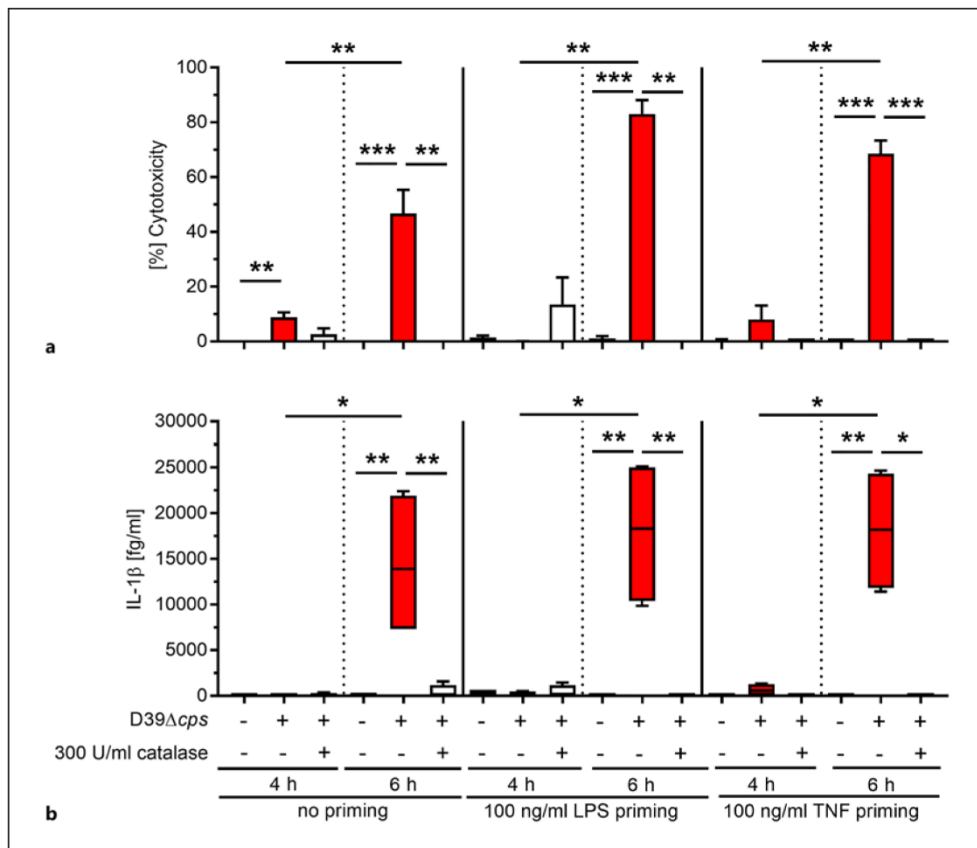 ** ** **
100 *** ** *** ***
80
*** **
60
[%] Cytotoxicity
40
**
20
a 0
* * *
30000
** ** ** ** ** *
25000
20000
IL-1β [fg/ml]
15000
10000
5000
0
D39Δcps - + + - + + - + + - + + - + + - + +
300 U/ml catalase - - + - - + - - + - - + - - + - - +
4 h 6 h 4 h 6 h 4 h 6 h
b no priming 100 ng/ml LPS priming 100 ng/ml TNF priming